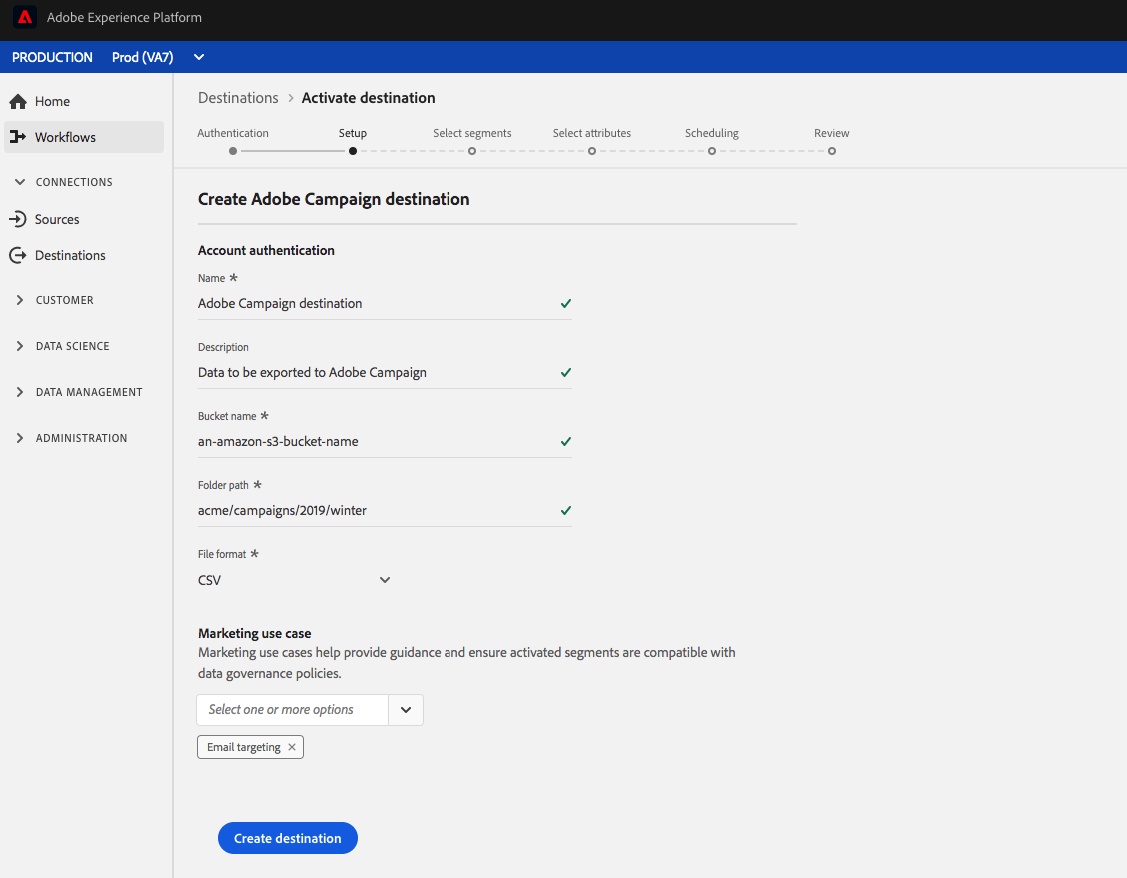 Adobe Experience Platform
PRODUCTION Prod (VA7)
Home
Workflows
CONNECTIONS
Sources
Destinations
CUSTOMER
DATA SCIENCE
DATA MANAGEMENT
ADMINISTRATION
Destinations > Activate destination
Authentication Setup Select segments Select attributes Scheduling Review
Create Adobe Campaign destination
Account authentication
Name *
Adobe Campaign destination
Description
Data to be exported to Adobe Campaign
Bucket name *
an-amazon-s3-bucket-name
Folder path *
acme/campaigns/2019/winter
File format *
CSV
Marketing use case
Marketing use cases help provide guidance and ensure activated segments are compatible with
data governance policies.
Select one or more options
Email targeting ×
Create destination